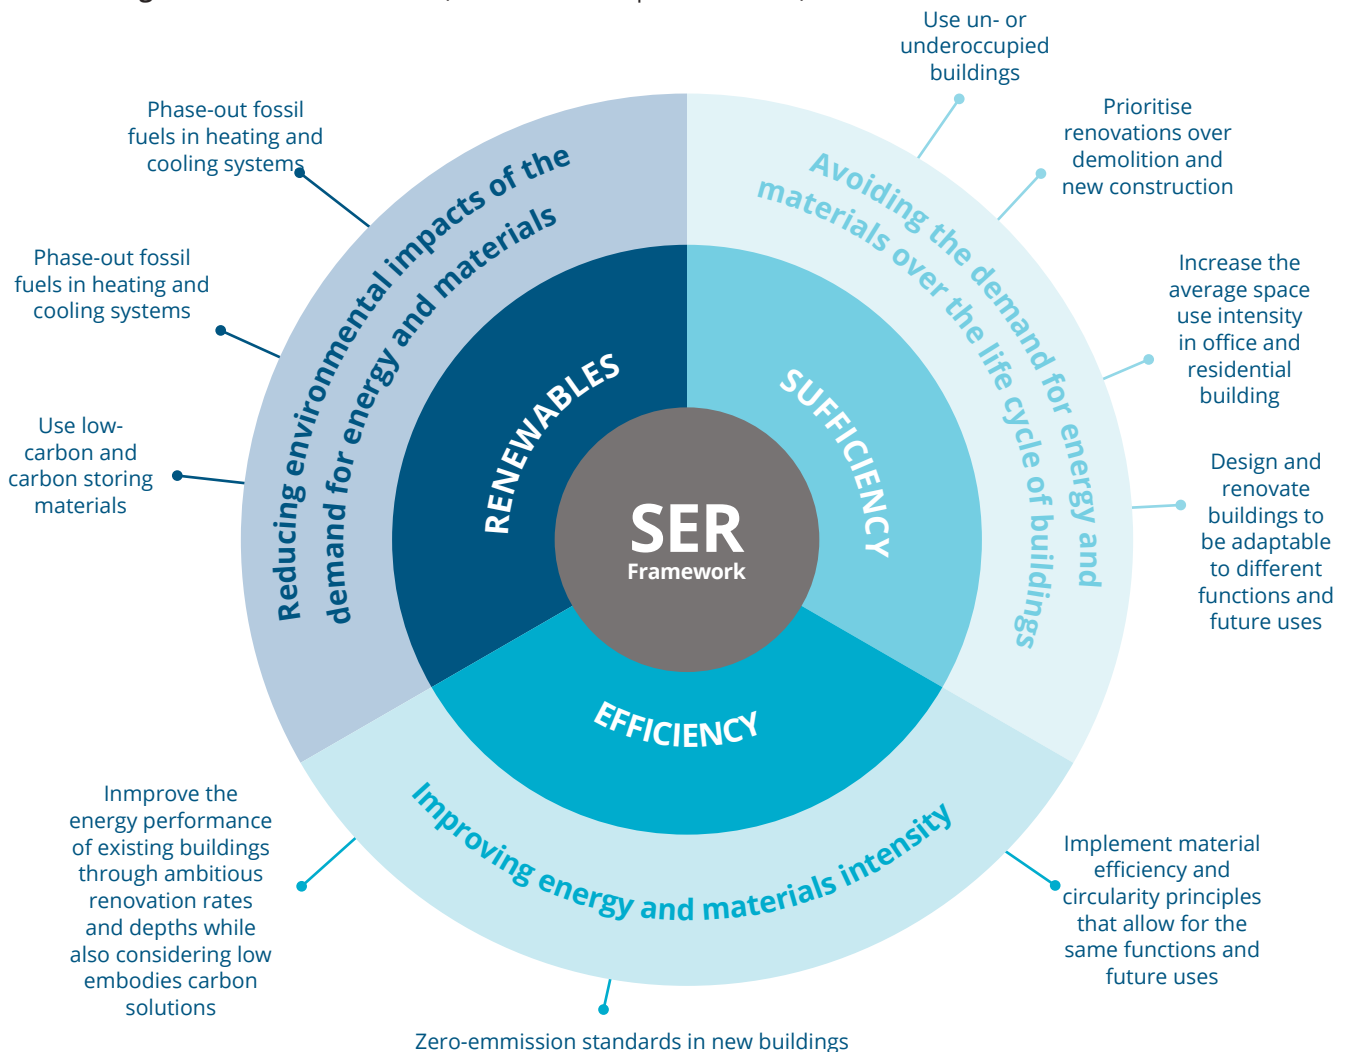 Use un- or
underoccupied
buildings
Prioritise
renovations over
demolition and
new construction
Increase the
average space
use intensity
in office and
residential
building
Design and
renovate
buildings to
be adaptable
to different
functions and
future uses
Phase-out fossil
fuels in heating and
cooling systems
Phase-out fossil
fuels in heating and
cooling systems
Use low-
carbon and
carbon storing
materials
Reducing environmental impacts of the
demand for energy and materials
Avoiding the demand for energy and
materials over the life cycle of buildings
RENEWABLES
SUFFICIENCY
SER
Framework
EFFICIENCY
Improving energy and materials intensity
Inmprove the
energy performance
of existing buildings
through ambitious
renovation rates
and depths while
also considering low
embodies carbon
solutions
Implement material
efficiency and
circularity principles
that allow for the
same functions and
future uses
Zero-emmission standards in new buildings